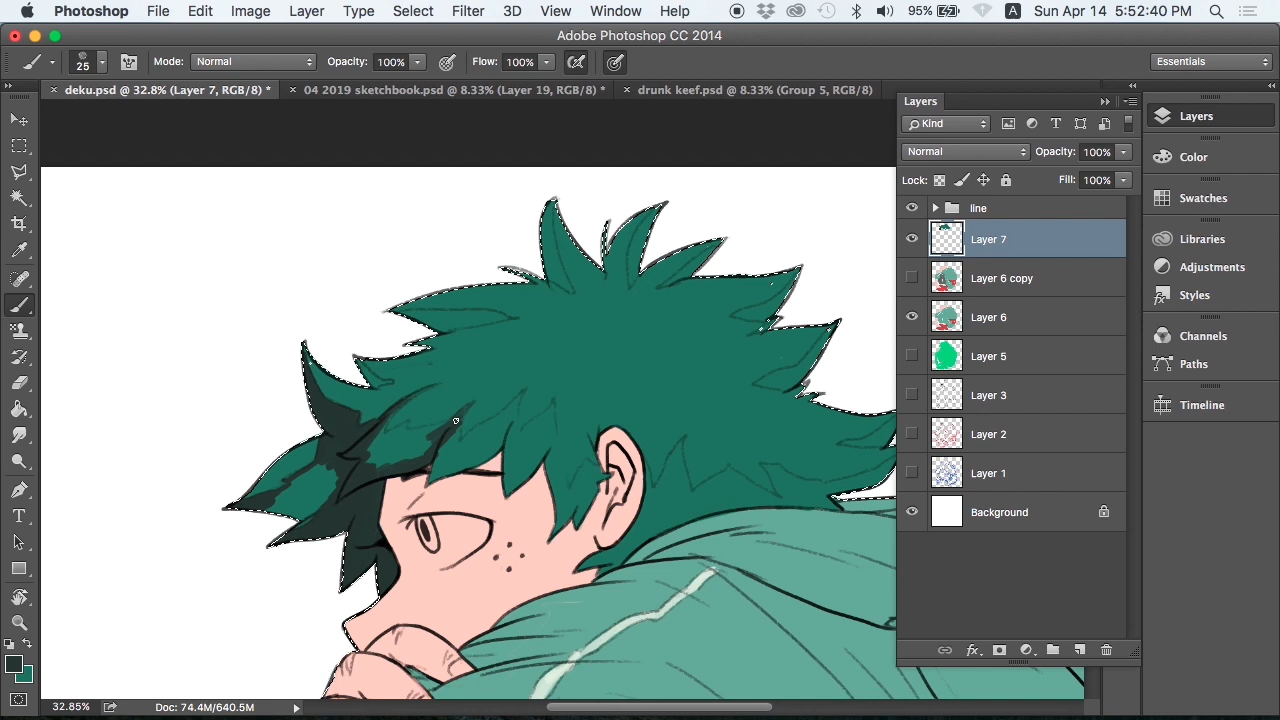 Photoshop File Edit Image Layer Type Select Filter 3D View Window Help 95% A Sun Apr 14 5:52:40 PM
Adobe Photoshop CC 2014
25 Mode: Normal Opacity: 100% Flow: 100% Essentials
deku.psd @ 32.8% (Layer 7, RGB/8) * 04 2019 sketchbook.psd @ 8.33% (Layer 19, RGB/8) * drunk keef.psd @ 8.33% (Group 5, RGB/8)
Layers
Kind T
Normal Opacity: 100%
Lock: Fill: 100%
line
Layer 7
Layer 6 copy
Layer 6
Layer 5
Layer 3
Layer 2
Layer 1
Background
fx
Layers
Color
Swatches
Libraries
Adjustments
Styles
Channels
Paths
Timeline
T
32.85% Doc: 74.4M/640.5M